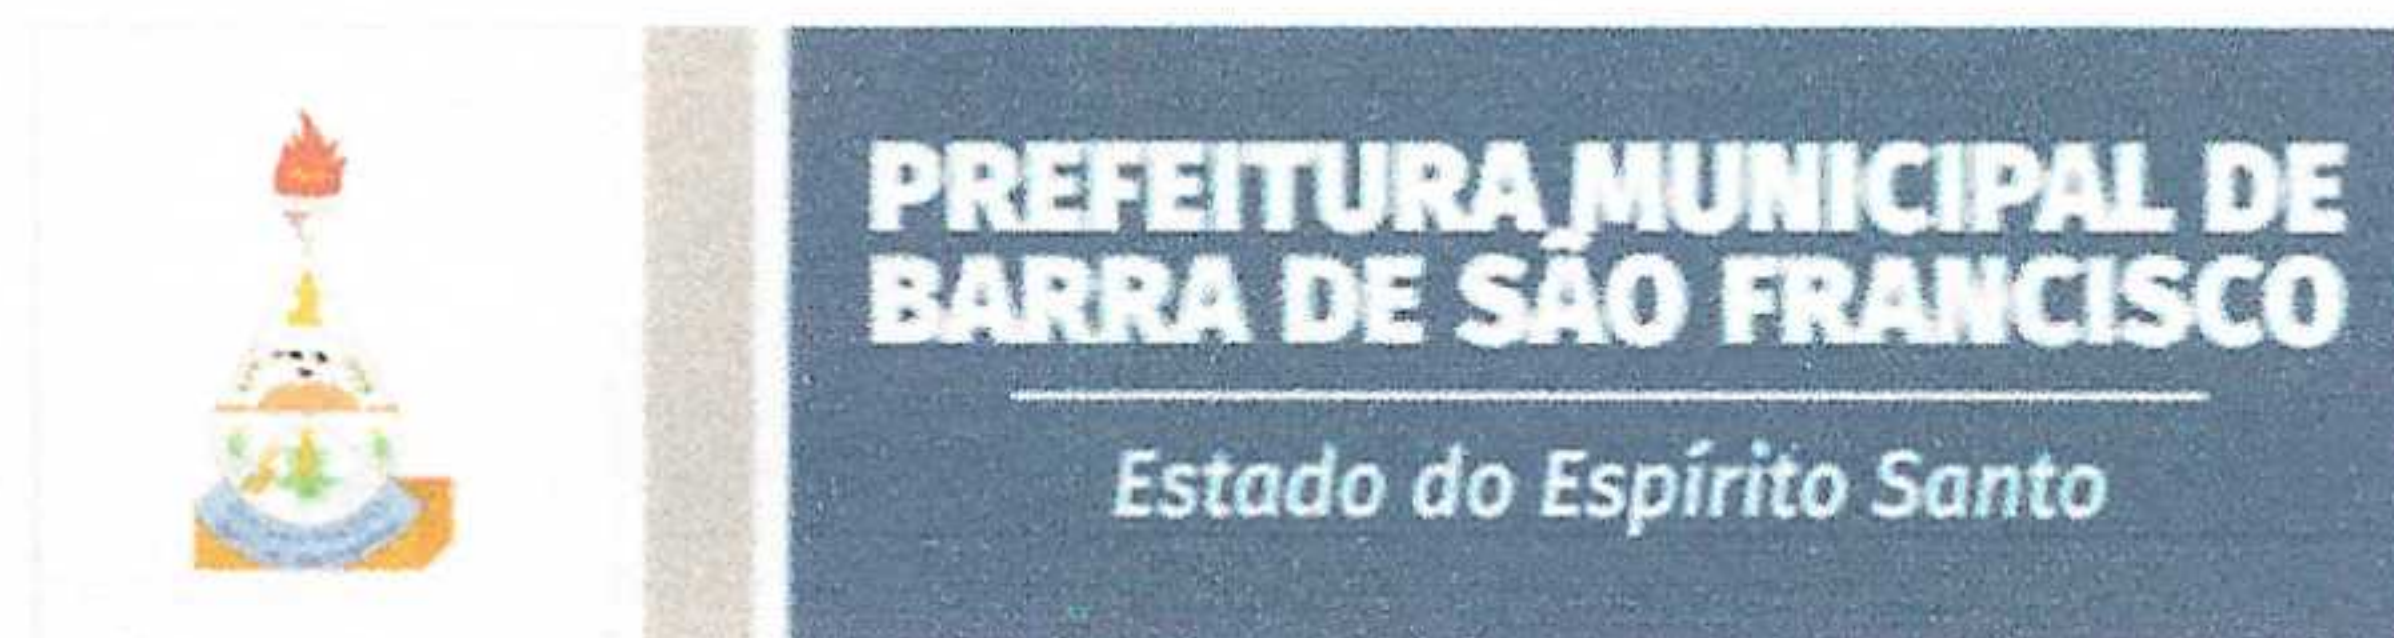 PREFEITURA MUNICIPAL DE
BARRA DE SÃO FRANCISCO
Estado do Espírito Santo